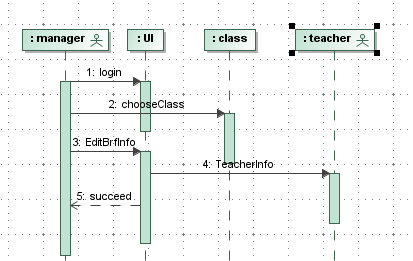 : manager
: UI
: class
: teacher
1: login
2: chooseClass
3: EditBrfInfo
4: TeacherInfo
5: succeed